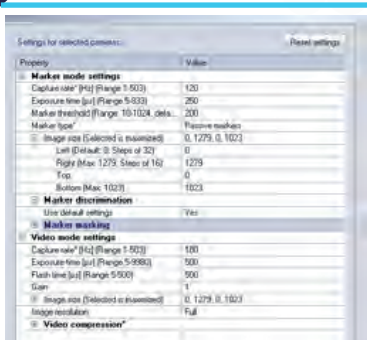 Settings for selected cameras: Reset settings
Property Value
Marker mode settings
Capture rate* [Hz] (Range 1-503) 120
Exposure time [µs] (Range 5-833) 250
Marker threshold (Range: 10-1024, defa... 200
Marker type* Passive markers
Image size (Selected is maximized) 0, 1279, 0, 1023
Left (Default: 0, Steps of 32) 0
Right (Max: 1279, Steps of 16) 1279
Top 0
Bottom (Max: 1023) 1023
Marker discrimination
Use default settings Yes
Marker masking
Video mode settings
Capture rate* [Hz] (Range 1-503) 180
Exposure time [µs] (Range 5-9980) 500
Flash time [µs] (Range 5-500) 500
Gain 1
Image size (Selected is maximized) 0, 1279, 0, 1023
Image resolution Full
Video compression*